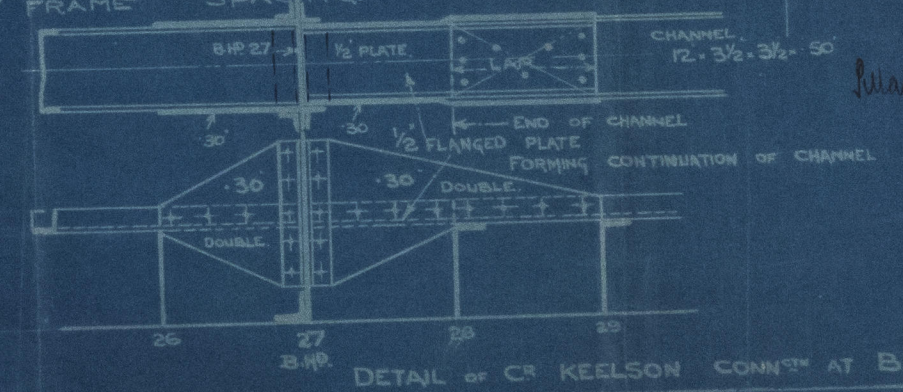 FRAME
B.HD. 27 ½" PLATE.
CHANNEL.
12" × 3½" × 3½" × ·50"
LAP.
·30" ·30
END OF CHANNEL
½" FLANGED PLATE
FORMING CONTINUATION OF CHANNEL
·30 ·30
DOUBLE.
DOUBLE.
26 27 28 29
B.HD.
DETAIL OF CR KEELSON CONNCTN AT B